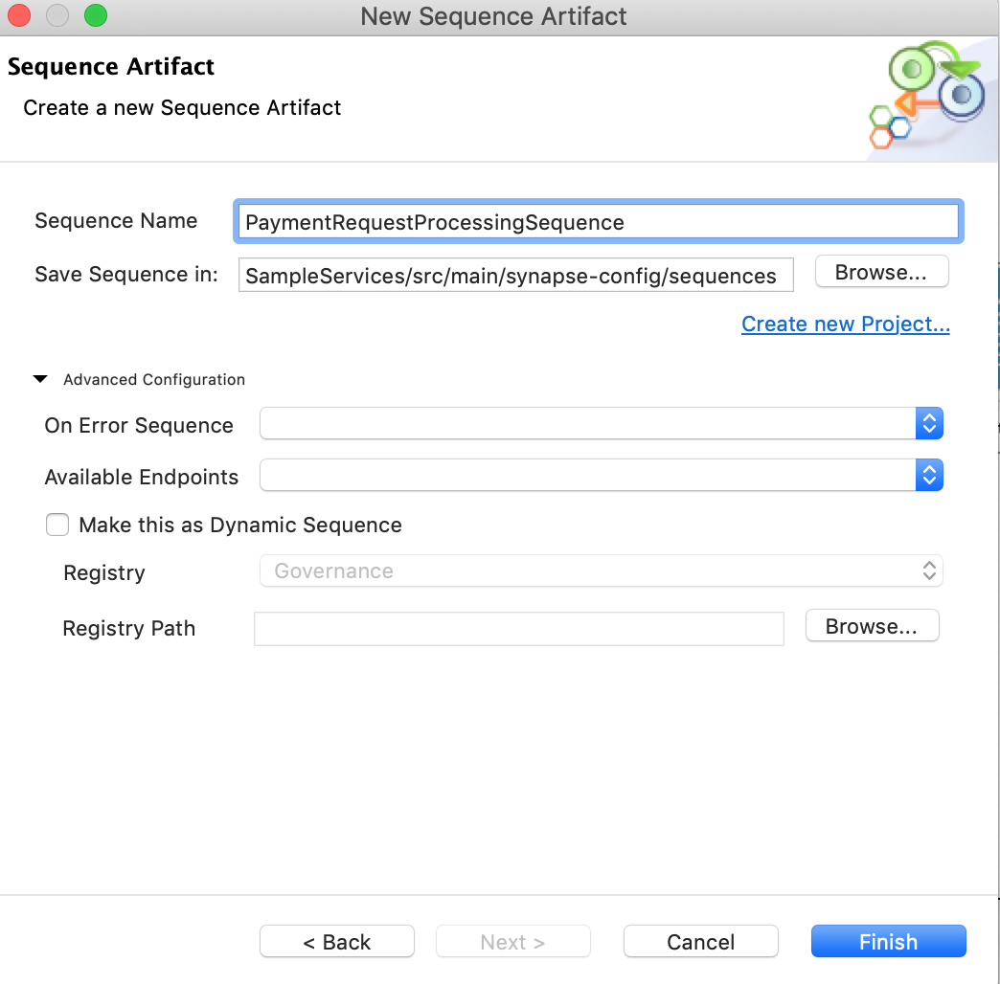 New Sequence Artifact
Sequence Artifact
Create a new Sequence Artifact
Sequence Name PaymentRequestProcessingSequence
Save Sequence in: SampleServices/src/main/synapse-config/sequences Browse...
Create new Project...
Advanced Configuration
On Error Sequence
Available Endpoints
Make this as Dynamic Sequence
Registry Governance
Registry Path Browse...
< Back Next > Cancel Finish